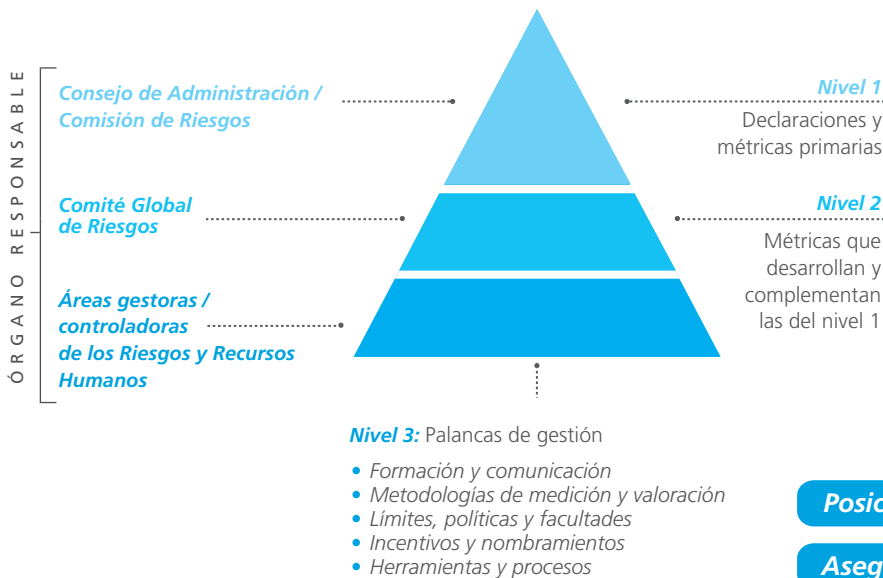 ÓRGANO RESPONSABLE
Consejo de Administración /
Comisión de Riesgos
Nivel 1
Declaraciones y
métricas primarias
Comité Global
de Riesgos
Nivel 2
Métricas que
desarrollan y
complementan
las del nivel 1
Áreas gestoras /
controladoras
de los Riesgos y Recursos
Humanos
Nivel 3: Palancas de gestión
• Formación y comunicación
• Metodologías de medición y valoración
• Límites, políticas y facultades
• Incentivos y nombramientos
• Herramientas y procesos